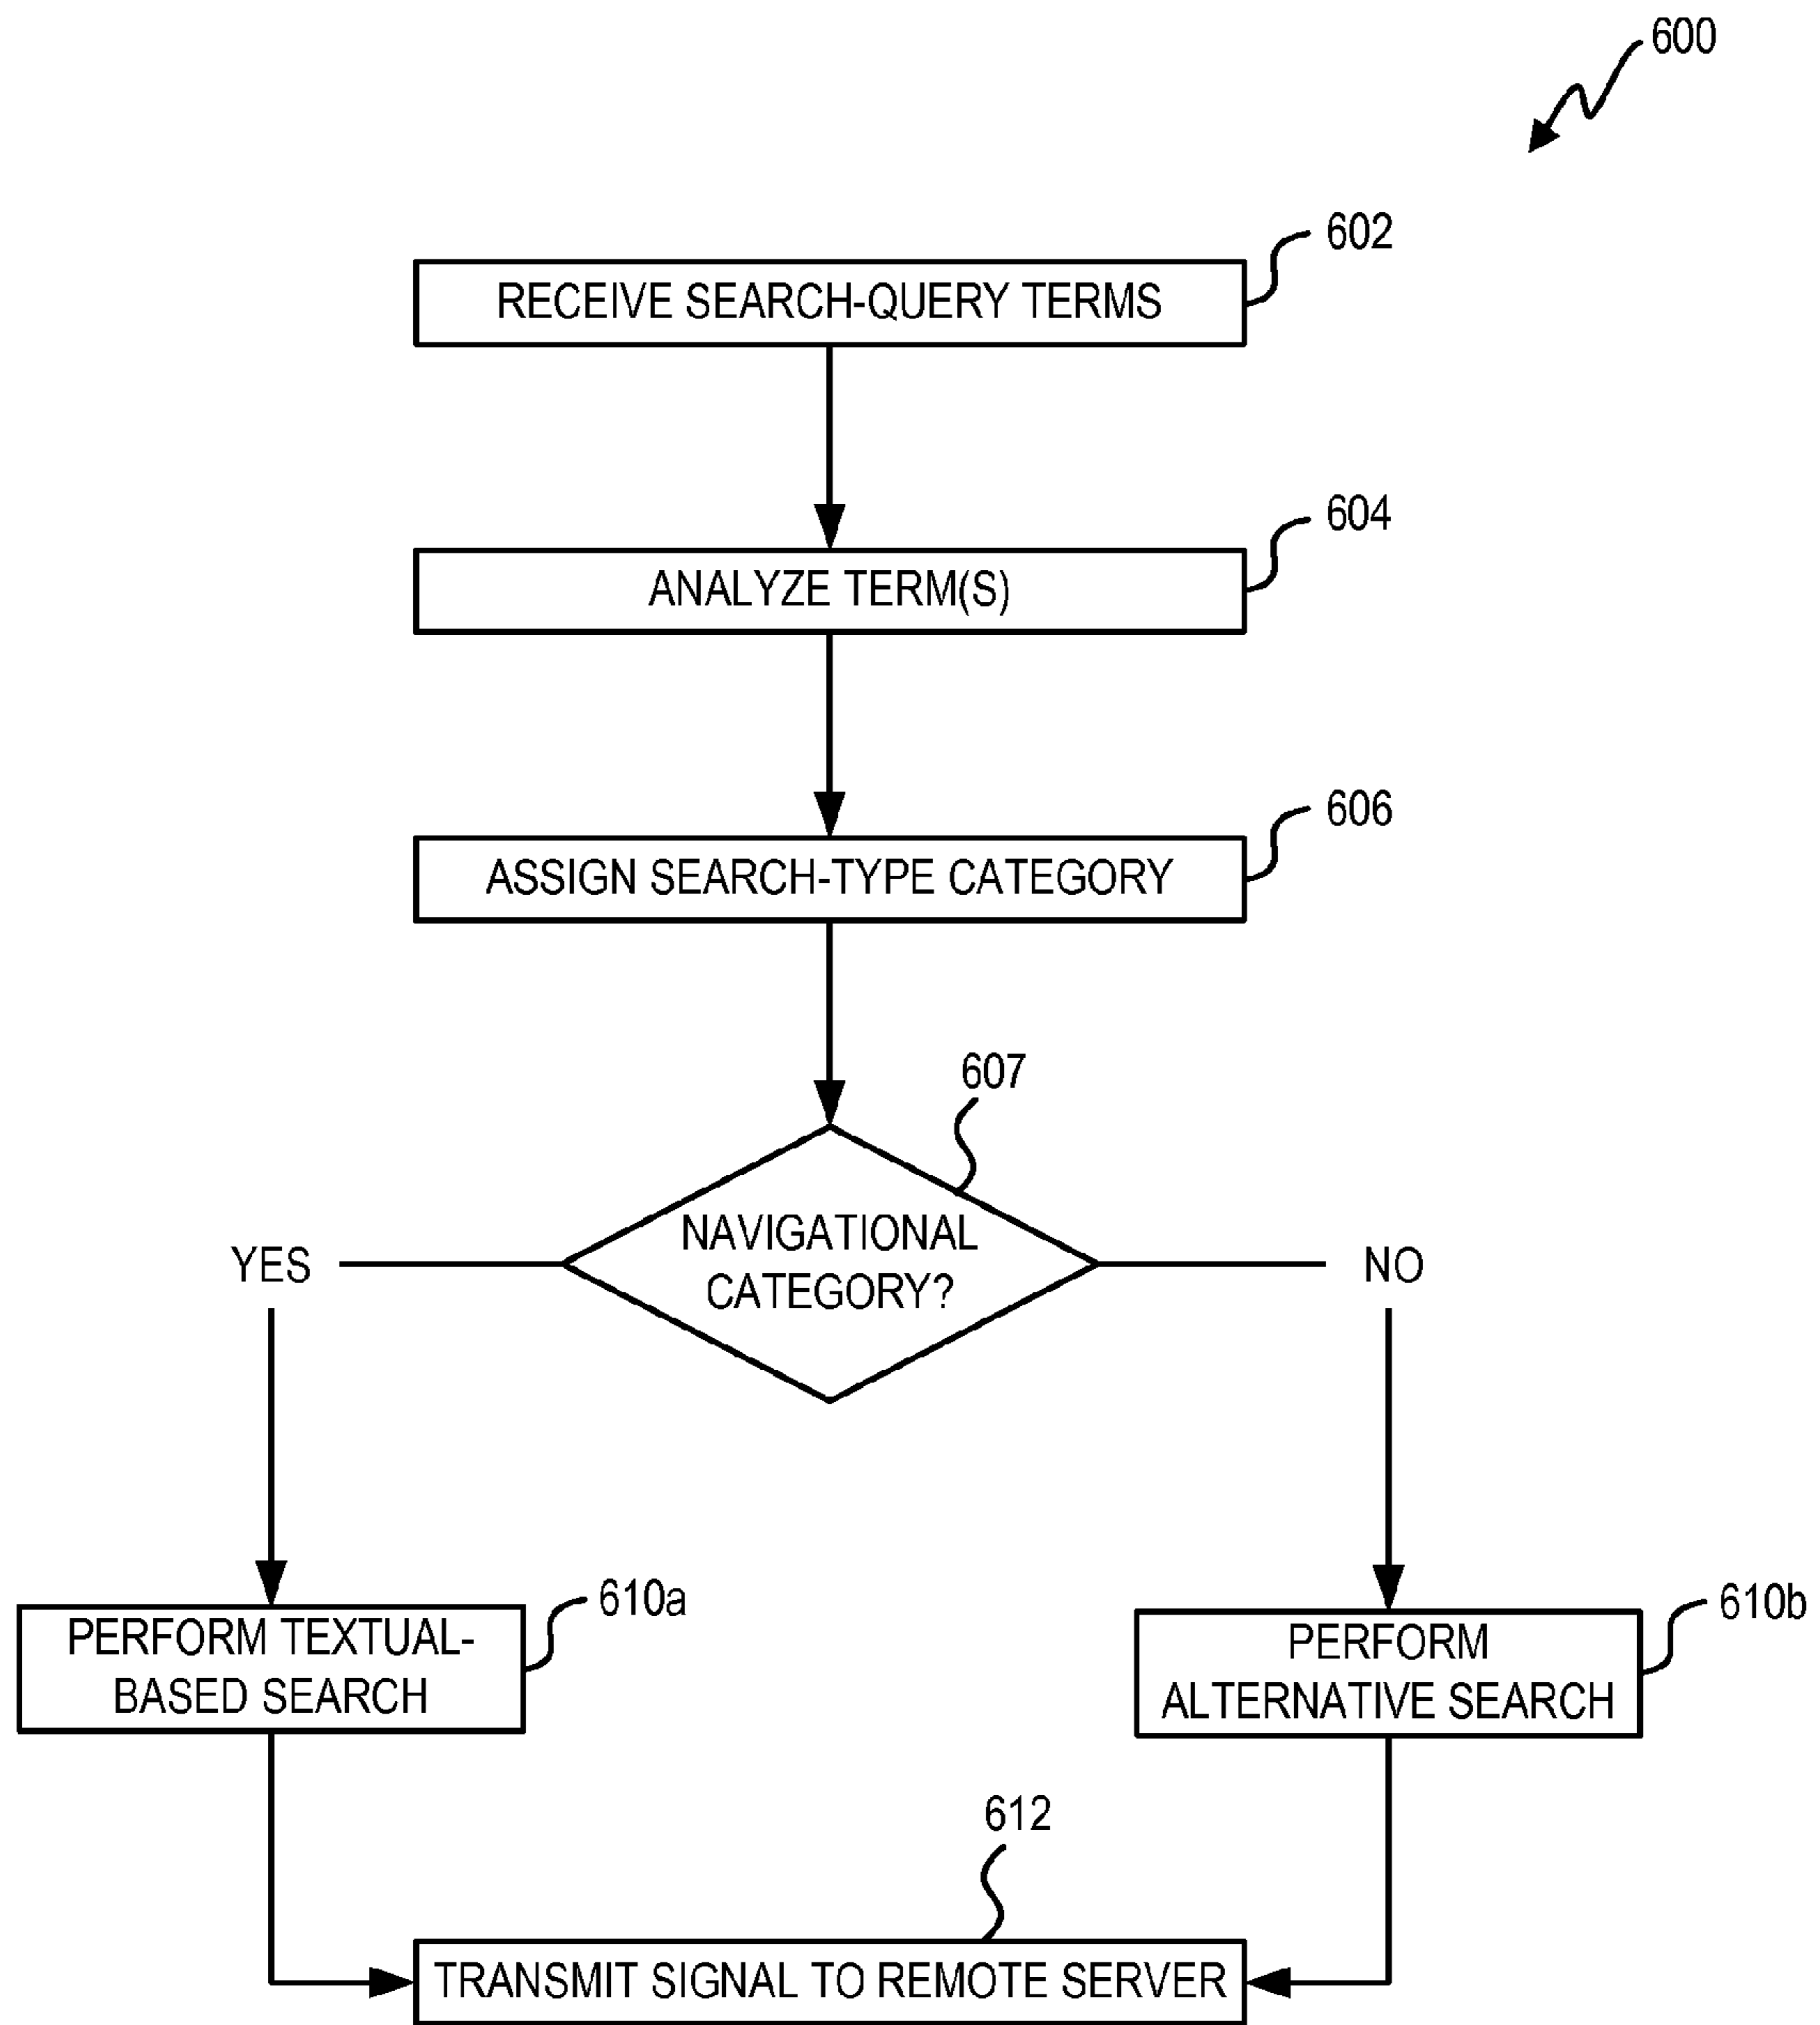 600
602
RECEIVE SEARCH-QUERY TERMS
604
ANALYZE TERM(S)
606
ASSIGN SEARCH-TYPE CATEGORY
607
NAVIGATIONAL
CATEGORY?
YES
NO
610a
PERFORM TEXTUAL-
BASED SEARCH
610b
PERFORM
ALTERNATIVE SEARCH
612
TRANSMIT SIGNAL TO REMOTE SERVER